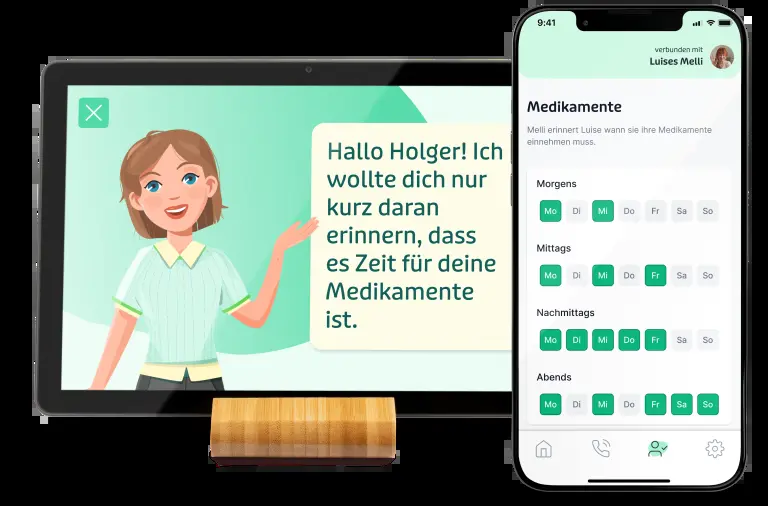 Hallo Holger! Ich
wollte dich nur
kurz daran
erinnern, dass
es Zeit für deine
Medikamente
ist.
9:41
verbunden mit
Luises Melli
Medikamente
Melli erinnert Luise wann sie ihre Medikamente
einnehmen muss.
Morgens
Mo Di Mi Do Fr Sa So
Mittags
Mo Di Mi Do Fr Sa So
Nachmittags
Mo Di Mi Do Fr Sa So
Abends
Mo Di Mi Do Fr Sa So